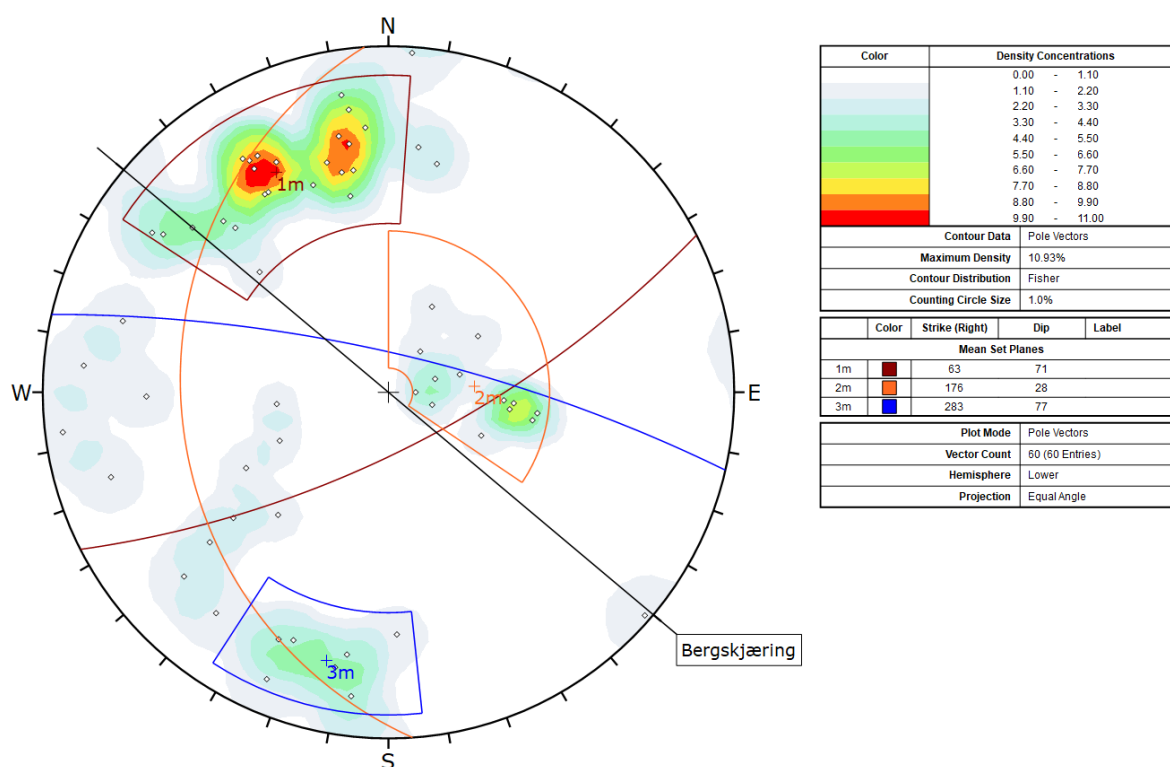 N
W
E
S
1m
2m
3m
Bergskjæring
Color Density Concentrations
0.00 - 1.10
1.10 - 2.20
2.20 - 3.30
3.30 - 4.40
4.40 - 5.50
5.50 - 6.60
6.60 - 7.70
7.70 - 8.80
8.80 - 9.90
9.90 - 11.00
Contour Data Pole Vectors
Maximum Density 10.93%
Contour Distribution Fisher
Counting Circle Size 1.0%
Color Strike (Right) Dip Label
Mean Set Planes
1m 63 71
2m 176 28
3m 283 77
Plot Mode Pole Vectors
Vector Count 60 (60 Entries)
Hemisphere Lower
Projection Equal Angle